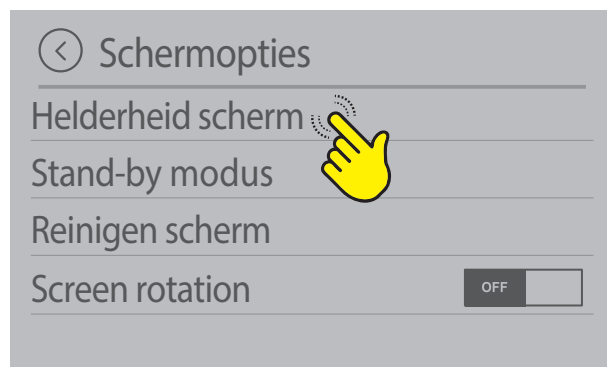 Schermopties
Helderheid scherm
Stand-by modus
Reinigen scherm
Screen rotation OFF